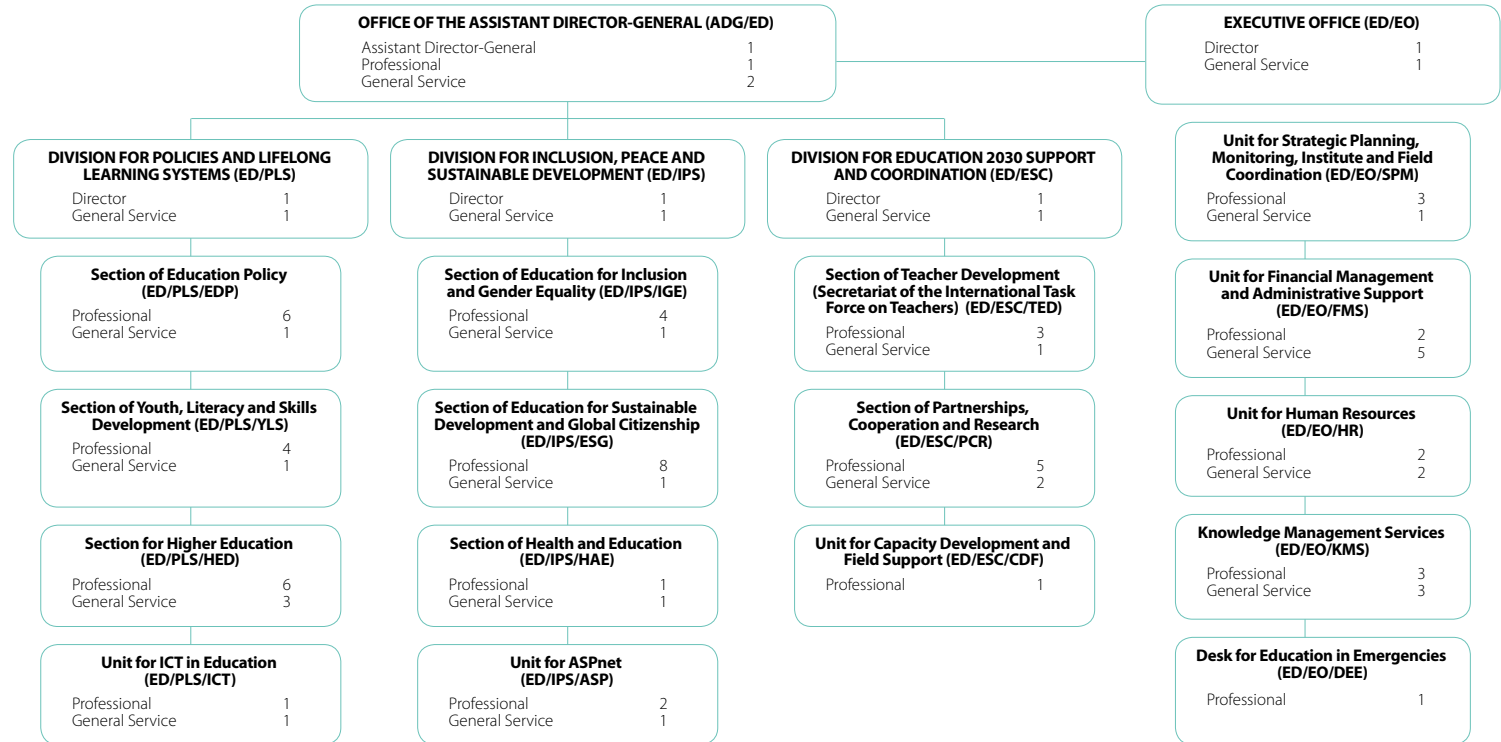 OFFICE OF THE ASSISTANT DIRECTOR-GENERAL (ADG/ED)
Assistant Director-General 1
Professional 1
General Service 2
EXECUTIVE OFFICE (ED/EO)
Director 1
General Service 1
DIVISION FOR POLICIES AND LIFELONG
LEARNING SYSTEMS (ED/PLS)
Director 1
General Service 1
Section of Education Policy
(ED/PLS/EDP)
Professional 6
General Service 1
Section of Youth, Literacy and Skills
Development (ED/PLS/YLS)
Professional 4
General Service 1
Section for Higher Education
(ED/PLS/HED)
Professional 6
General Service 3
Unit for ICT in Education
(ED/PLS/ICT)
Professional 1
General Service 1
DIVISION FOR INCLUSION, PEACE AND
SUSTAINABLE DEVELOPMENT (ED/IPS)
Director 1
General Service 1
Section of Education for Inclusion
and Gender Equality (ED/IPS/IGE)
Professional 4
General Service 1
Section of Education for Sustainable
Development and Global Citizenship
(ED/IPS/ESG)
Professional 8
General Service 1
Section of Health and Education
(ED/IPS/HAE)
Professional 1
General Service 1
Unit for ASPnet
(ED/IPS/ASP)
Professional 2
General Service 1
DIVISION FOR EDUCATION 2030 SUPPORT
AND COORDINATION (ED/ESC)
Director 1
General Service 1
Section of Teacher Development
(Secretariat of the International Task
Force on Teachers) (ED/ESC/TED)
Professional 3
General Service 1
Section of Partnerships,
Cooperation and Research
(ED/ESC/PCR)
Professional 5
General Service 2
Unit for Capacity Development and
Field Support (ED/ESC/CDF)
Professional 1
Unit for Strategic Planning,
Monitoring, Institute and Field
Coordination (ED/EO/SPM)
Professional 3
General Service 1
Unit for Financial Management
and Administrative Support
(ED/EO/FMS)
Professional 2
General Service 5
Unit for Human Resources
(ED/EO/HR)
Professional 2
General Service 2
Knowledge Management Services
(ED/EO/KMS)
Professional 3
General Service 3
Desk for Education in Emergencies
(ED/EO/DEE)
Professional 1